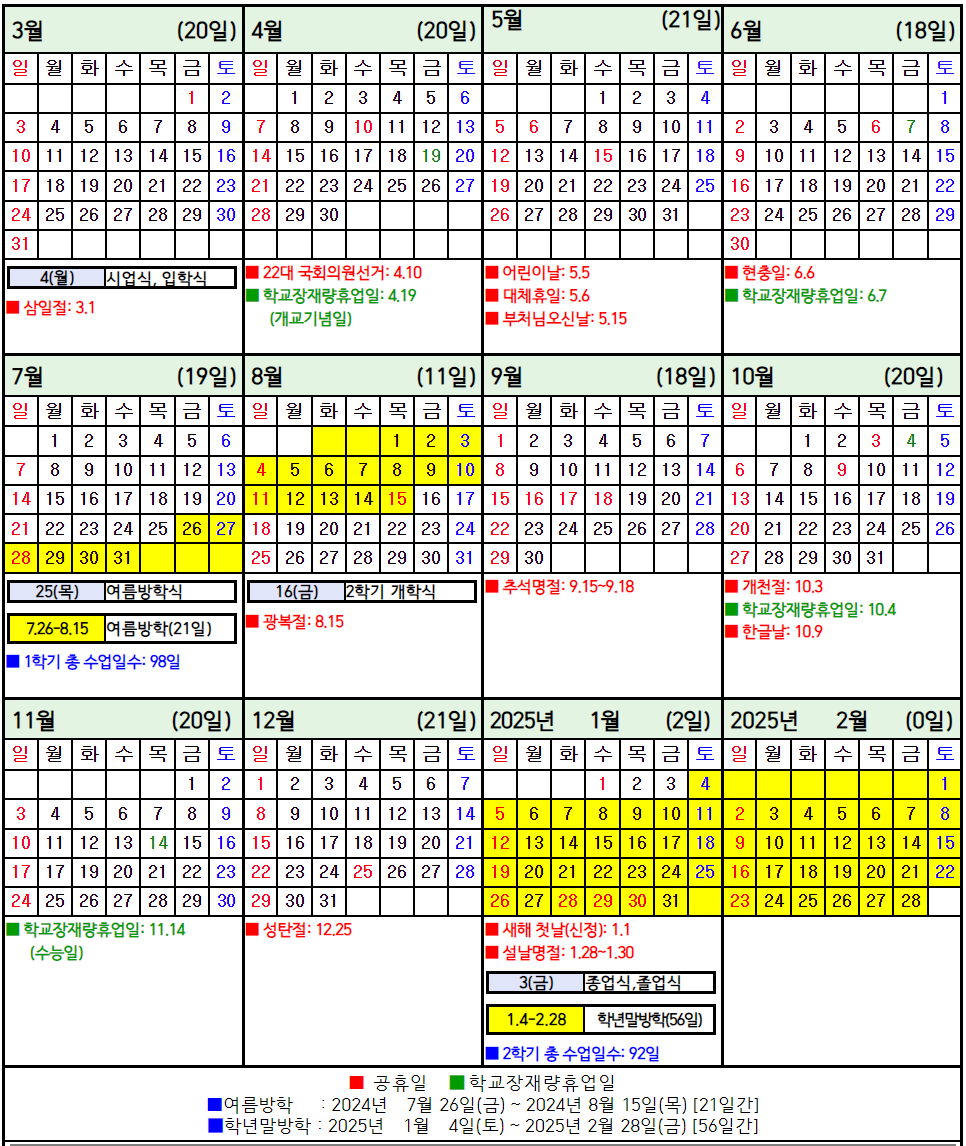 3월 (20일) 4월 (20일) 5월 (21일) 6월 (18일)
일 월 화 수 목 금 토 일 월 화 수 목 금 토 일 월 화 수 목 금 토 일 월 화 수 목 금 토
1 2 1 2 3 4 5 6 1 2 3 4 1
3 4 5 6 7 8 9 7 8 9 10 11 12 13 5 6 7 8 9 10 11 2 3 4 5 6 7 8
10 11 12 13 14 15 16 14 15 16 17 18 19 20 12 13 14 15 16 17 18 9 10 11 12 13 14 15
17 18 19 20 21 22 23 21 22 23 24 25 26 27 19 20 21 22 23 24 25 16 17 18 19 20 21 22
24 25 26 27 28 29 30 28 29 30 26 27 28 29 30 31 23 24 25 26 27 28 29
31 30
4(월) 시업식, 입학식
■ 삼일절: 3.1
■ 22대 국회의원선거: 4.10
■ 학교장재량휴업일: 4.19
(개교기념일)
■ 어린이날: 5.5
■ 대체휴일: 5.6
■ 부처님오신날: 5.15
■ 현충일: 6.6
■ 학교장재량휴업일: 6.7
7월 (19일) 8월 (11일) 9월 (18일) 10월 (20일)
일 월 화 수 목 금 토 일 월 화 수 목 금 토 일 월 화 수 목 금 토 일 월 화 수 목 금 토
1 2 3 4 5 6 1 2 3 1 2 3 4 5 6 7 1 2 3 4 5
7 8 9 10 11 12 13 4 5 6 7 8 9 10 8 9 10 11 12 13 14 6 7 8 9 10 11 12
14 15 16 17 18 19 20 11 12 13 14 15 16 17 15 16 17 18 19 20 21 13 14 15 16 17 18 19
21 22 23 24 25 26 27 18 19 20 21 22 23 24 22 23 24 25 26 27 28 20 21 22 23 24 25 26
28 29 30 31 25 26 27 28 29 30 31 29 30 27 28 29 30 31
25(목) 여름방학식
7.26-8.15 여름방학(21일)
■ 1학기 총 수업일수: 98일
16(금) 2학기 개학식
■ 광복절: 8.15
■ 추석명절: 9.15~9.18
■ 개천절: 10.3
■ 학교장재량휴업일: 10.4
■ 한글날: 10.9
11월 (20일) 12월 (21일) 2025년 1월 (2일) 2025년 2월 (0일)
일 월 화 수 목 금 토 일 월 화 수 목 금 토 일 월 화 수 목 금 토 일 월 화 수 목 금 토
1 2 1 2 3 4 5 6 7 1 2 3 4 1
3 4 5 6 7 8 9 8 9 10 11 12 13 14 5 6 7 8 9 10 11 2 3 4 5 6 7 8
10 11 12 13 14 15 16 15 16 17 18 19 20 21 12 13 14 15 16 17 18 9 10 11 12 13 14 15
17 18 19 20 21 22 23 22 23 24 25 26 27 28 19 20 21 22 23 24 25 16 17 18 19 20 21 22
24 25 26 27 28 29 30 29 30 31 26 27 28 29 30 31 23 24 25 26 27 28
■ 학교장재량휴업일: 11.14
(수능일)
■ 성탄절: 12.25
■ 새해 첫날(신정): 1.1
■ 설날명절: 1.28~1.30
3(금) 종업식,졸업식
1.4-2.28 학년말방학(56일)
■ 2학기 총 수업일수: 92일
■ 공휴일 ■ 학교장재량휴업일
■여름방학 : 2024년 7월 26일(금) ~ 2024년 8월 15일(목) [21일간]
■학년말방학 : 2025년 1월 4일(토) ~ 2025년 2월 28일(금) [56일간]